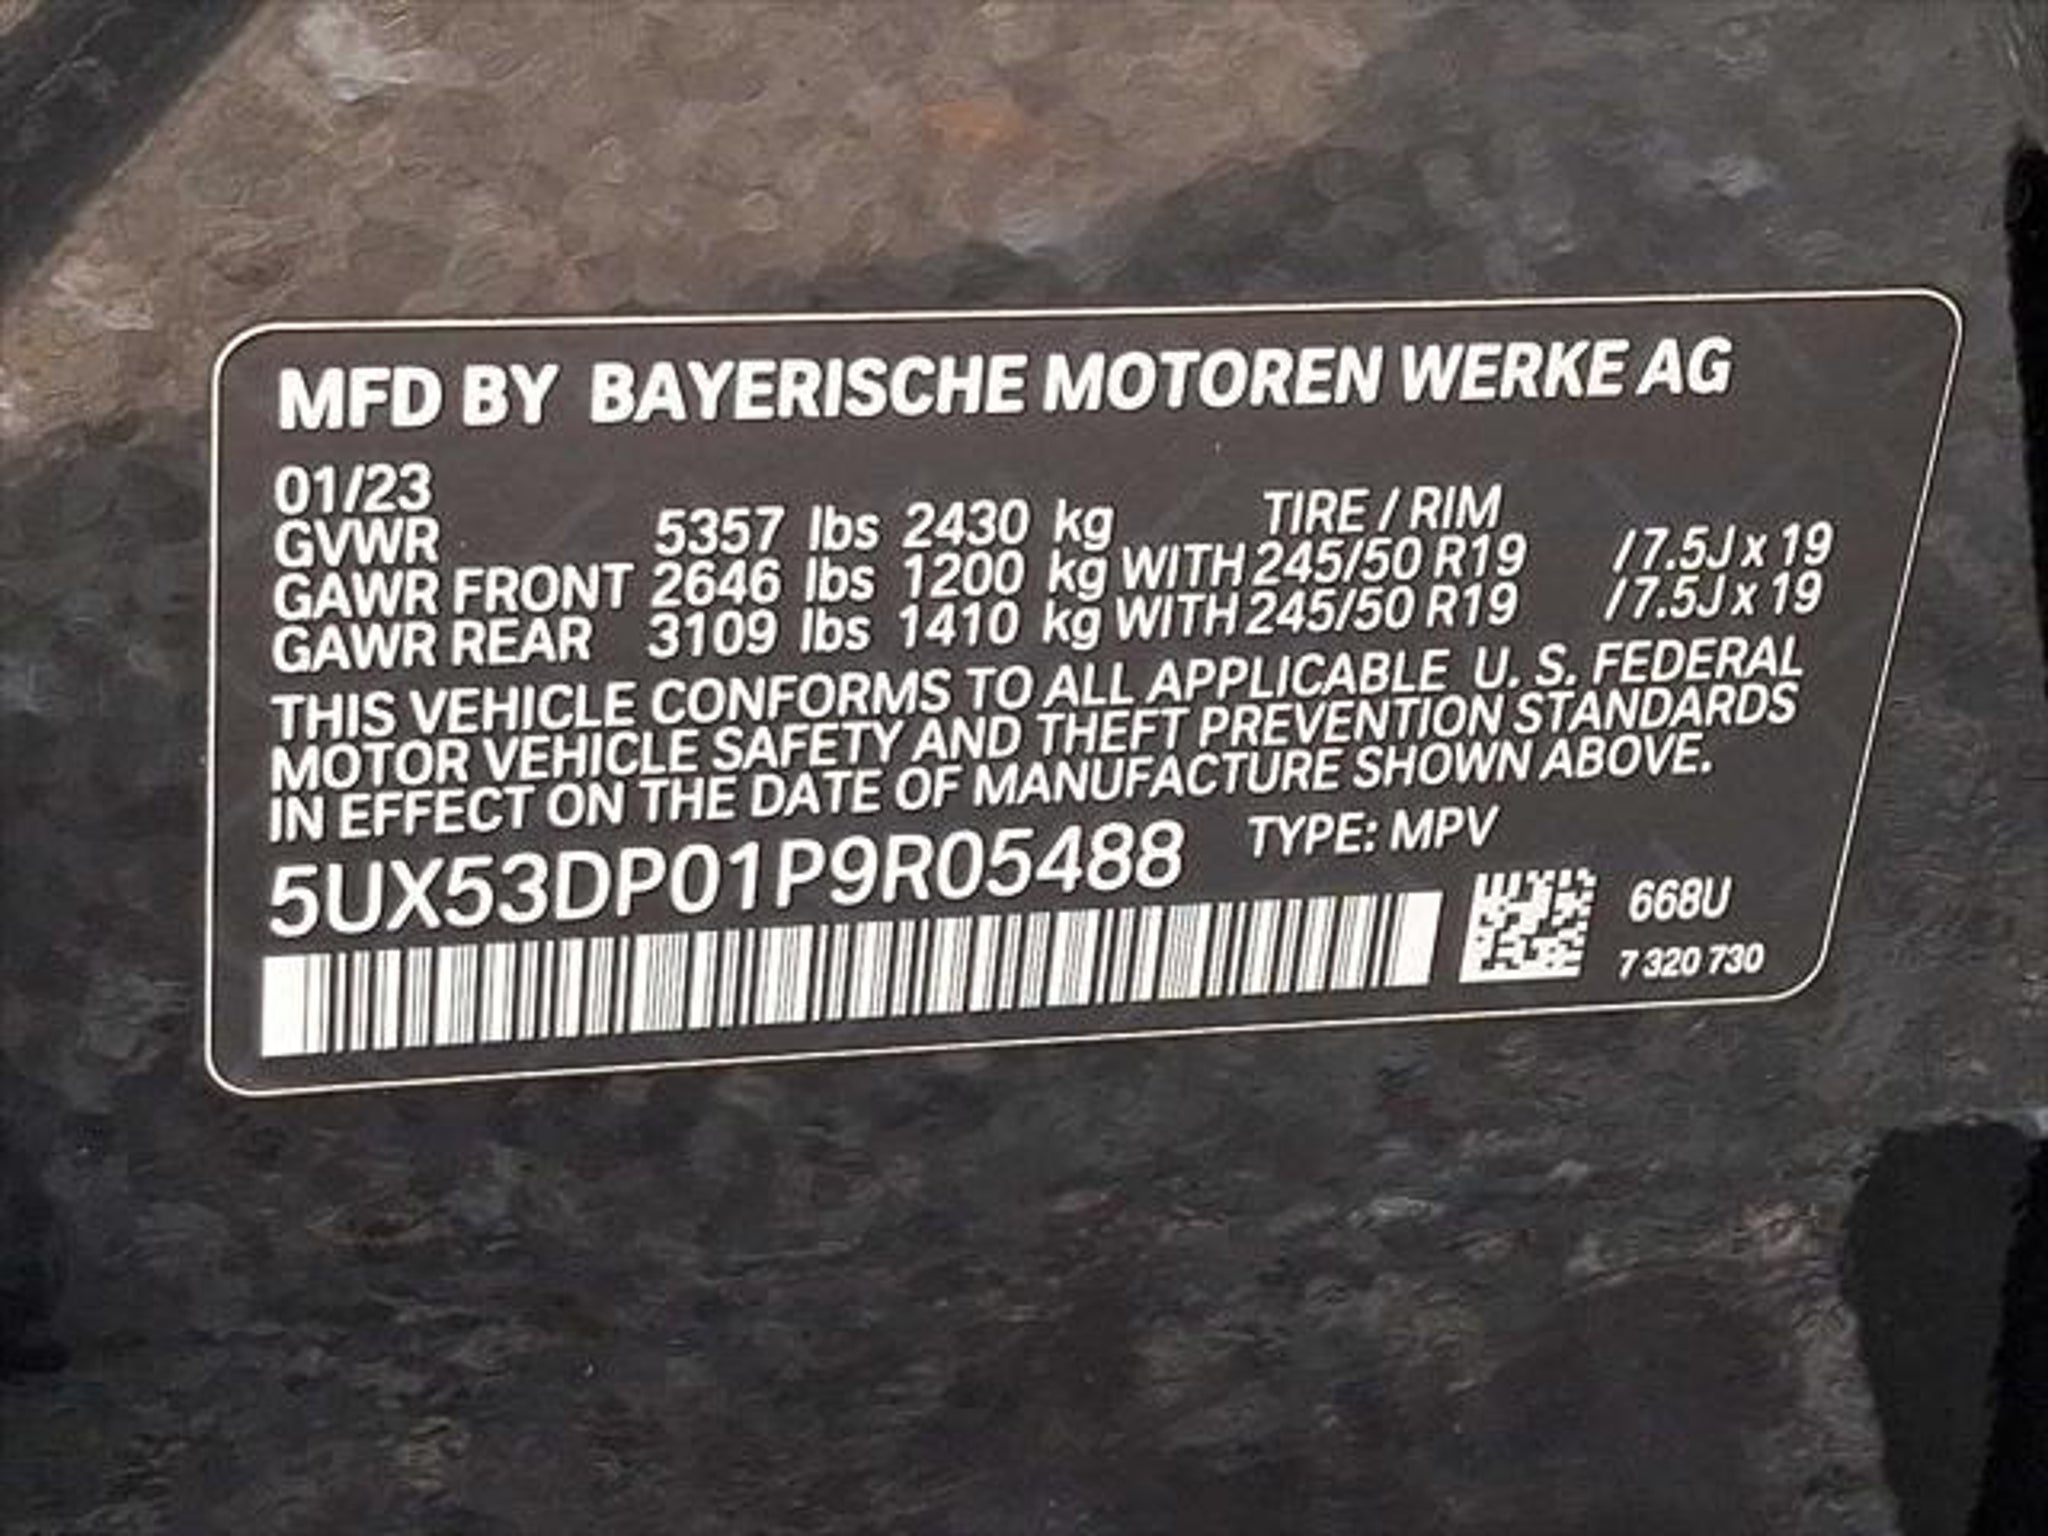 MFD BY BAYERISCHE MOTOREN WERKE AG
01/23
TIRE / RIM
GVWR 5357 lbs 2430 kg
GAWR FRONT 2646 lbs 1200 kg WITH 245/50 R19 / 7.5J x 19
GAWR REAR 3109 lbs 1410 kg WITH 245/50 R19 / 7.5J x 19
THIS VEHICLE CONFORMS TO ALL APPLICABLE U. S. FEDERAL
MOTOR VEHICLE SAFETY AND THEFT PREVENTION STANDARDS
IN EFFECT ON THE DATE OF MANUFACTURE SHOWN ABOVE.
5UX53DP01P9R05488 TYPE: MPV
668U
7 320 730